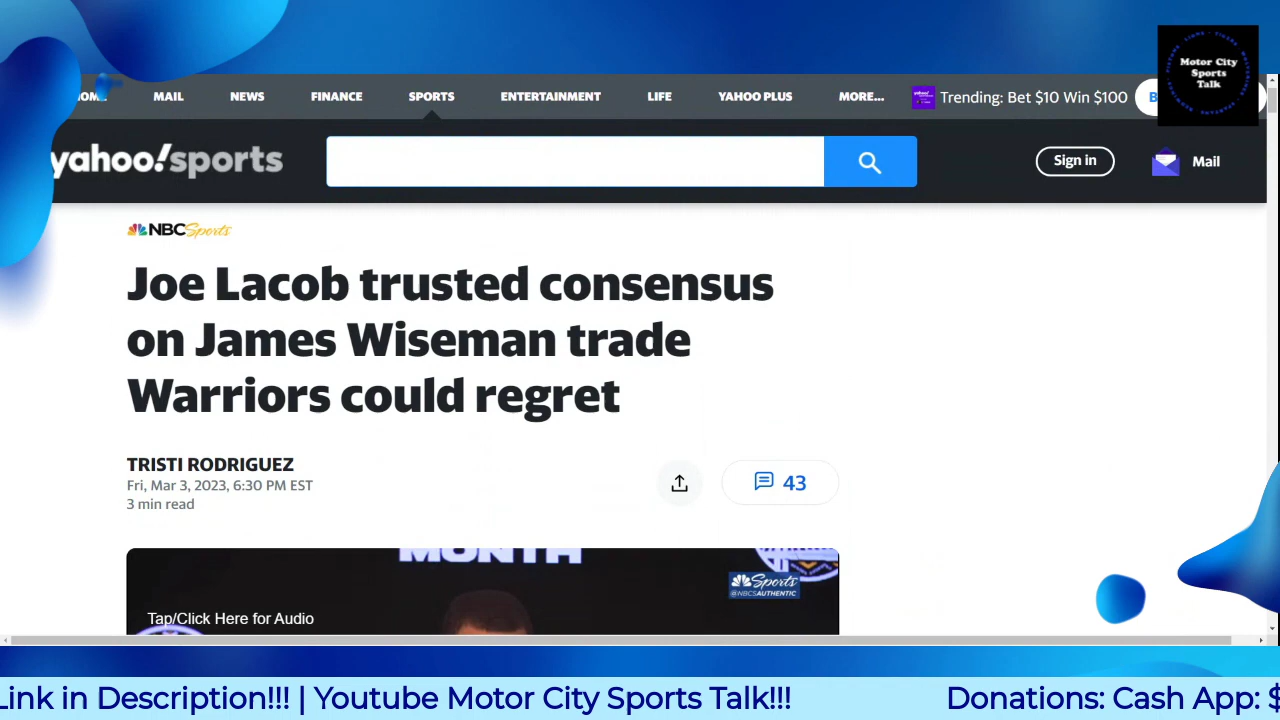 MAIL NEWS FINANCE SPORTS ENTERTAINMENT LIFE YAHOO PLUS MORE... Trending: Bet $10 Win $100
Motor City
Sports
Talk
yahoo!sports
Sign in
Mail
NBC Sports
Joe Lacob trusted consensus
on James Wiseman trade
Warriors could regret
TRISTI RODRIGUEZ
Fri, Mar 3, 2023, 6:30 PM EST
3 min read
43
MONTH
NBC Sports
@NBCSAUTHENTIC
Tap/Click Here for Audio
Link in Description!!! | Youtube Motor City Sports Talk!!! Donations: Cash App: $